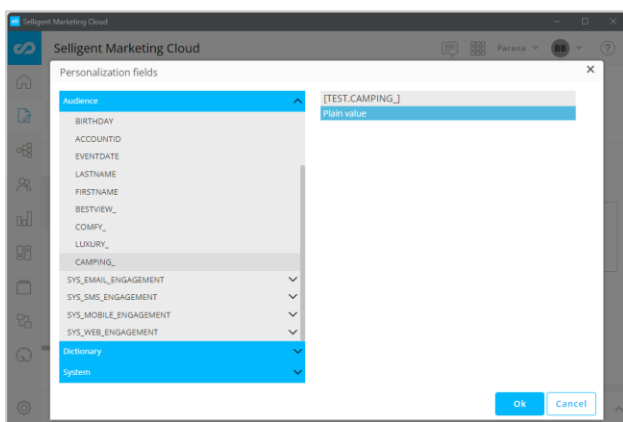 Selligent Marketing Cloud
Selligent Marketing Cloud
Parana
BB
?
Personalization fields
Audience
BIRTHDAY
ACCOUNTID
EVENTDATE
LASTNAME
FIRSTNAME
BESTVIEW_
COMFY_
LUXURY_
CAMPING_
SYS_EMAIL_ENGAGEMENT
SYS_SMS_ENGAGEMENT
SYS_MOBILE_ENGAGEMENT
SYS_WEB_ENGAGEMENT
Dictionary
System
[TEST.CAMPING_]
Plain value
Ok
Cancel